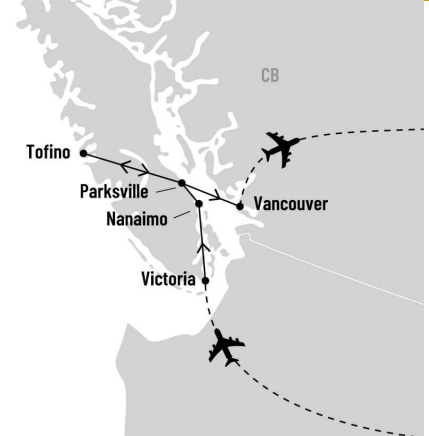 CB
Tofino
Parksville
Nanaimo
Vancouver
Victoria